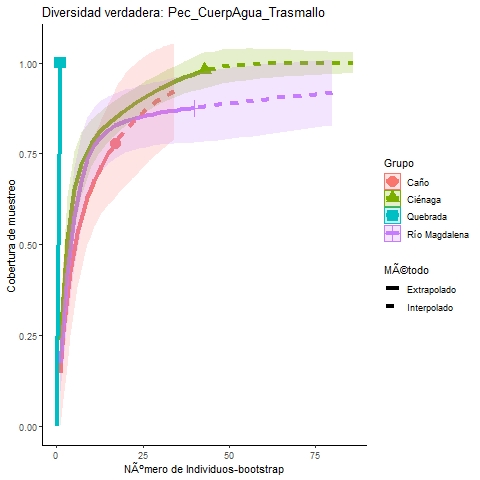 Diversidad verdadera: Pec_CuerpAgua_Trasmallo
1.00
0.75
0.50
0.25
0.00
Cobertura de muestreo
0
25
50
75
NÃºmero de Individuos-bootstrap
Grupo
Caño
Ciénaga
Quebrada
Río Magdalena
MÃ©todo
Extrapolado
Interpolado